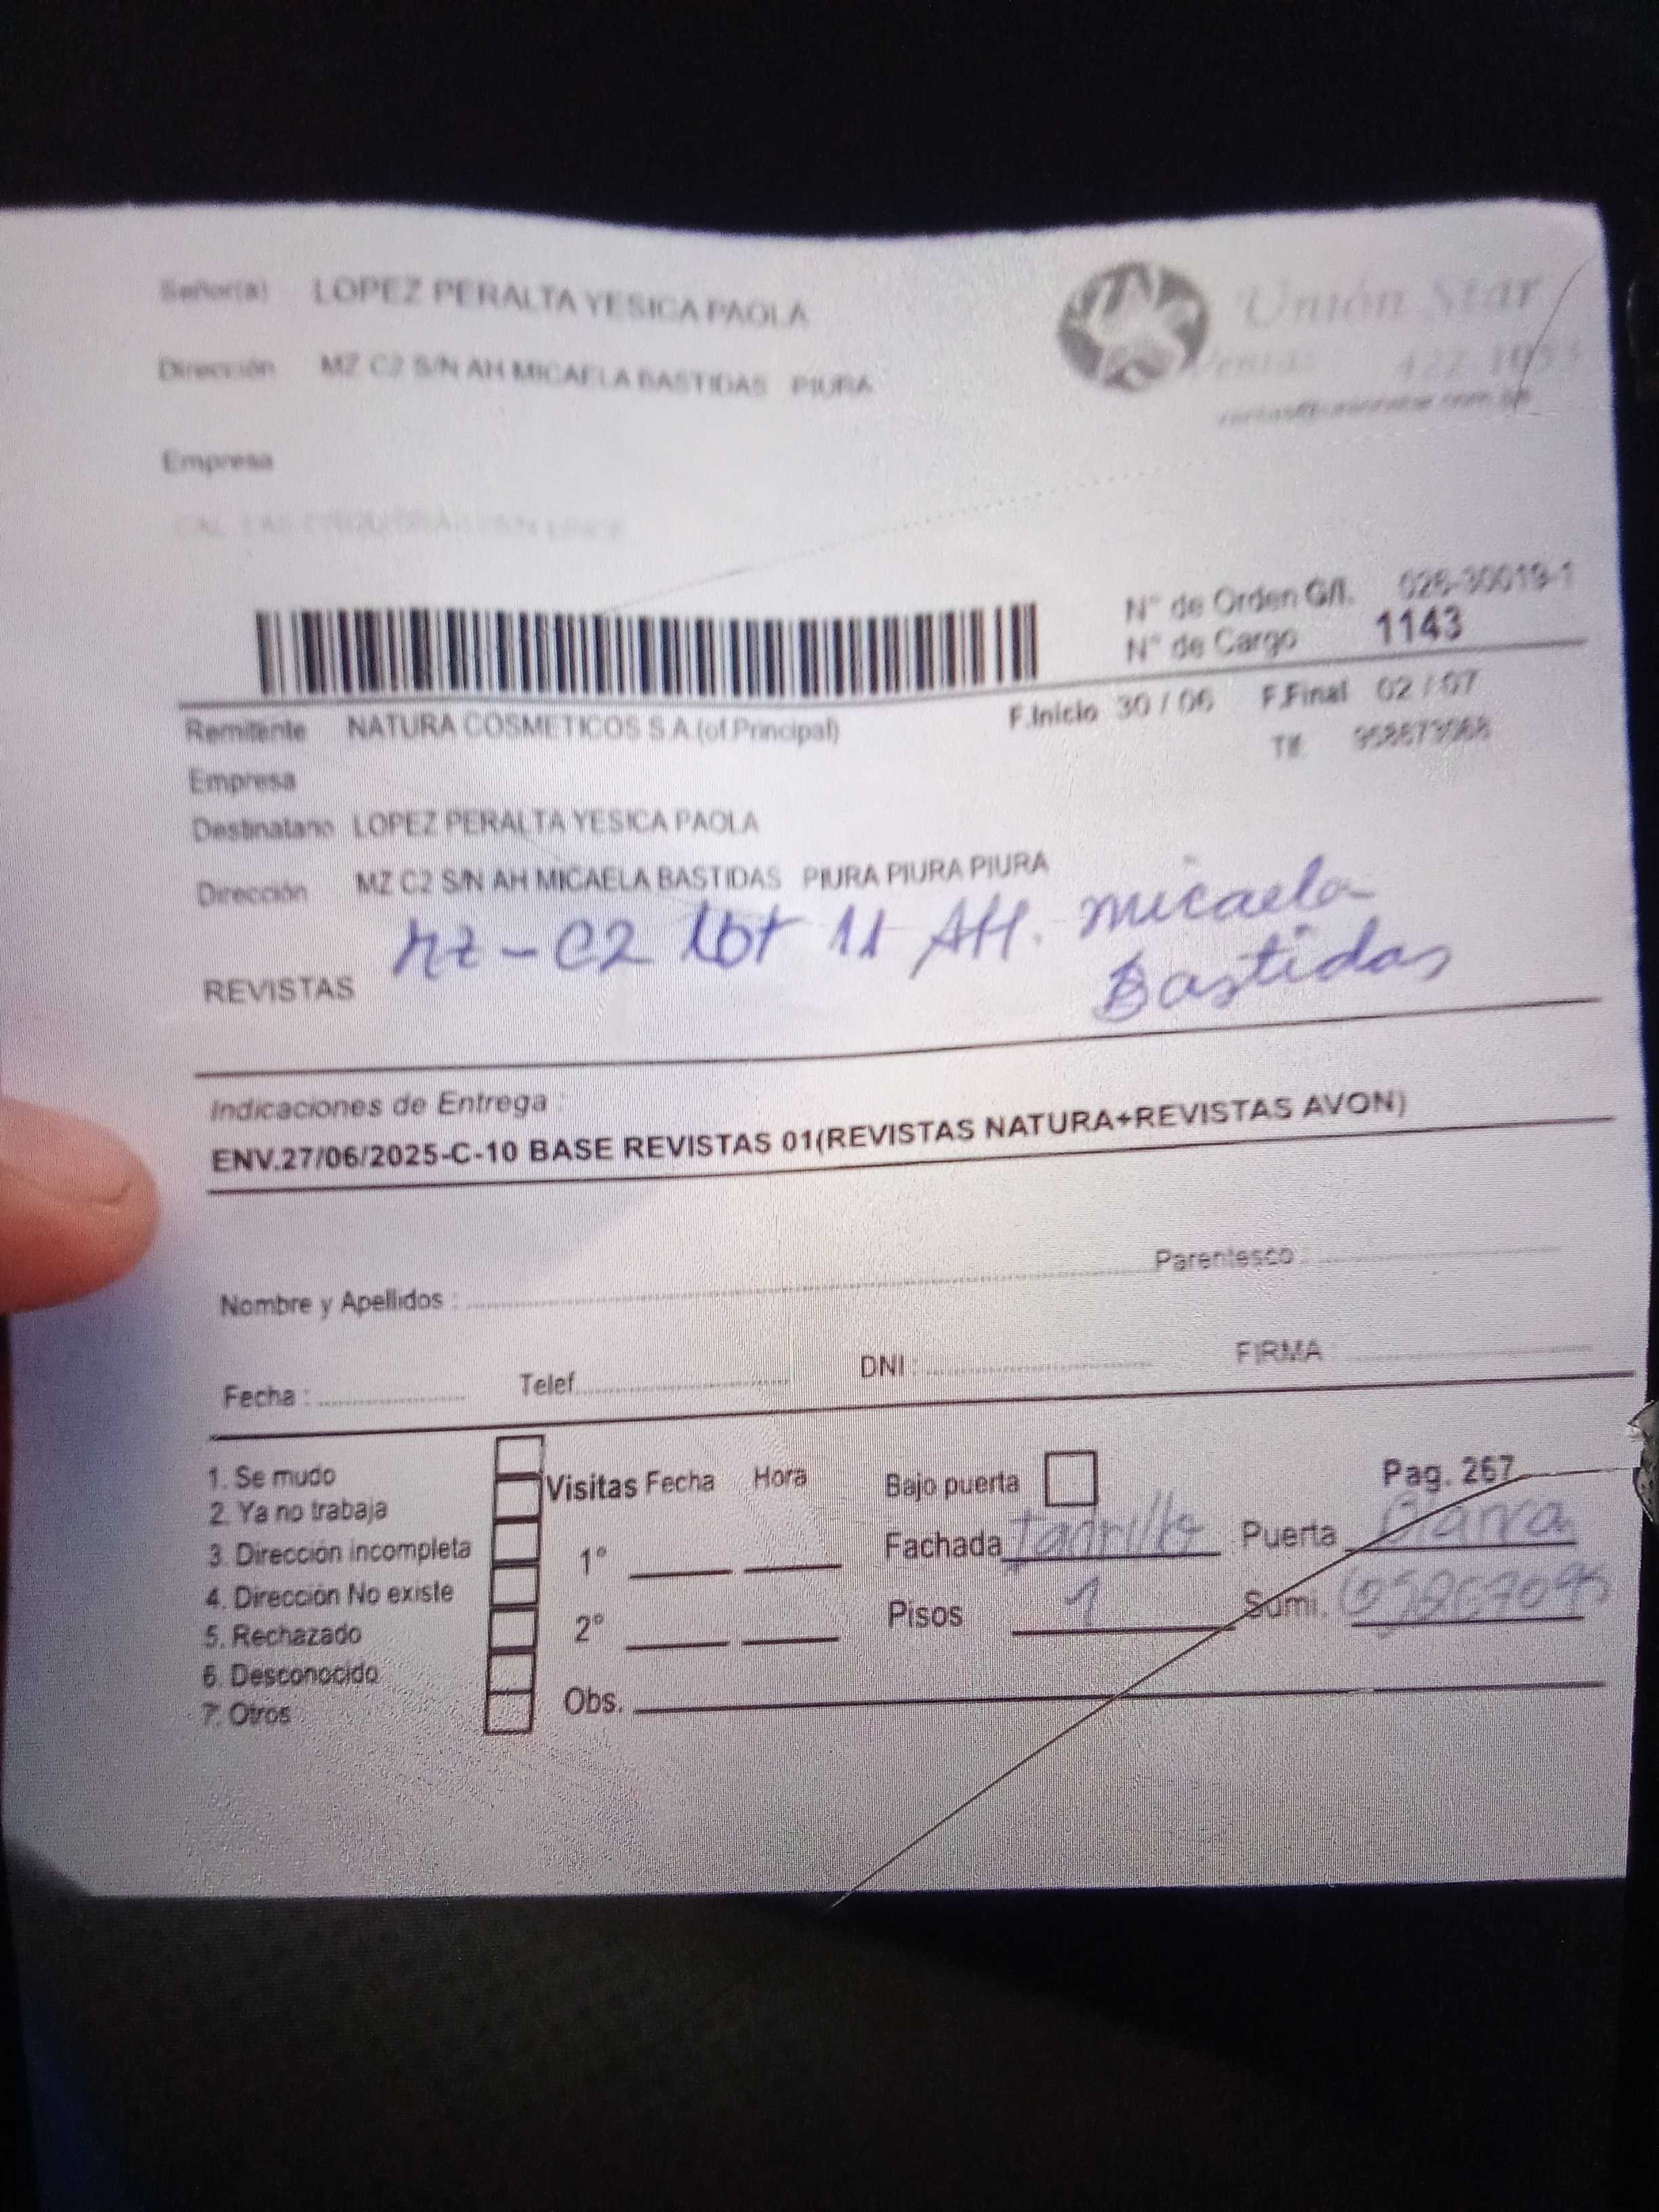 Señor(a) LOPEZ PERALTA YESICA PAOLA
Dirección MZ C2 S/N AH MICAELA BASTIDAS PIURA
Unión Star
Empresa
N° de Orden G/I. 026-30019-1
N° de Cargo 1143
Remitente NATURA COSMETICOS S.A.(of.Principal) F.Inicio 30 / 06 F.Final 02 / 07
Tlf.
Empresa
Destinatario LOPEZ PERALTA YESICA PAOLA
Dirección MZ C2 S/N AH MICAELA BASTIDAS PIURA PIURA PIURA
Mz - C2 Lot 11 AH. Micaela
Bastidas
REVISTAS
Indicaciones de Entrega :
ENV.27/06/2025-C-10 BASE REVISTAS 01(REVISTAS NATURA+REVISTAS AVON)
Nombre y Apellidos : Parentesco :
Fecha : Telef. DNI : FIRMA :
1. Se mudo
2. Ya no trabaja
3. Dirección incompleta
4. Dirección No existe
5. Rechazado
6. Desconocido
7. Otros
Visitas Fecha Hora
1°
2°
Obs.
Bajo puerta Pag. 267
Fachada Ladrillo Puerta Blanca
Pisos 1 Sumi.